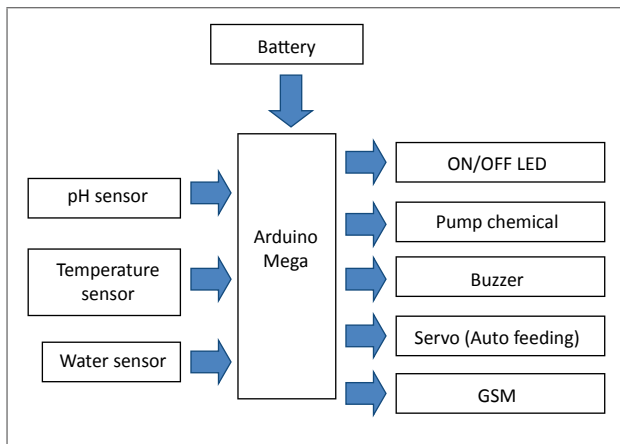 Battery
pH sensor
Temperature
sensor
Water sensor
Arduino
Mega
ON/OFF LED
Pump chemical
Buzzer
Servo (Auto feeding)
GSM